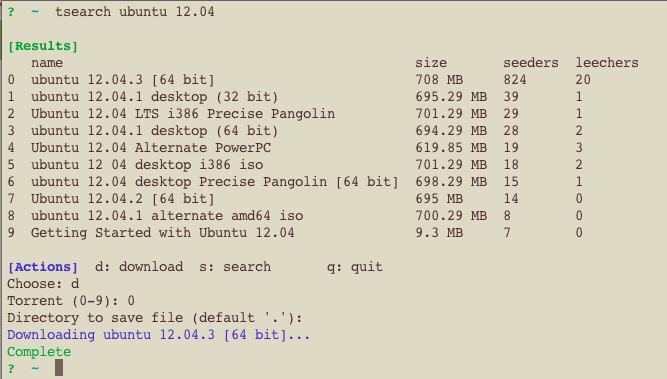 ? ~ tsearch ubuntu 12.04
[Results]
name size seeders leechers
0 ubuntu 12.04.3 [64 bit] 708 MB 824 20
1 ubuntu 12.04.1 desktop (32 bit) 695.29 MB 39 1
2 Ubuntu 12.04 LTS i386 Precise Pangolin 701.29 MB 29 1
3 ubuntu 12.04.1 desktop (64 bit) 694.29 MB 28 2
4 Ubuntu 12.04 Alternate PowerPC 619.85 MB 19 3
5 ubuntu 12 04 desktop i386 iso 701.29 MB 18 2
6 ubuntu 12.04 desktop Precise Pangolin [64 bit] 698.29 MB 15 1
7 Ubuntu 12.04.2 [64 bit] 695 MB 14 0
8 ubuntu 12.04.1 alternate amd64 iso 700.29 MB 8 0
9 Getting Started with Ubuntu 12.04 9.3 MB 7 0
[Actions] d: download s: search q: quit
Choose: d
Torrent (0-9): 0
Directory to save file (default '.'):
Downloading ubuntu 12.04.3 [64 bit]...
Complete
? ~